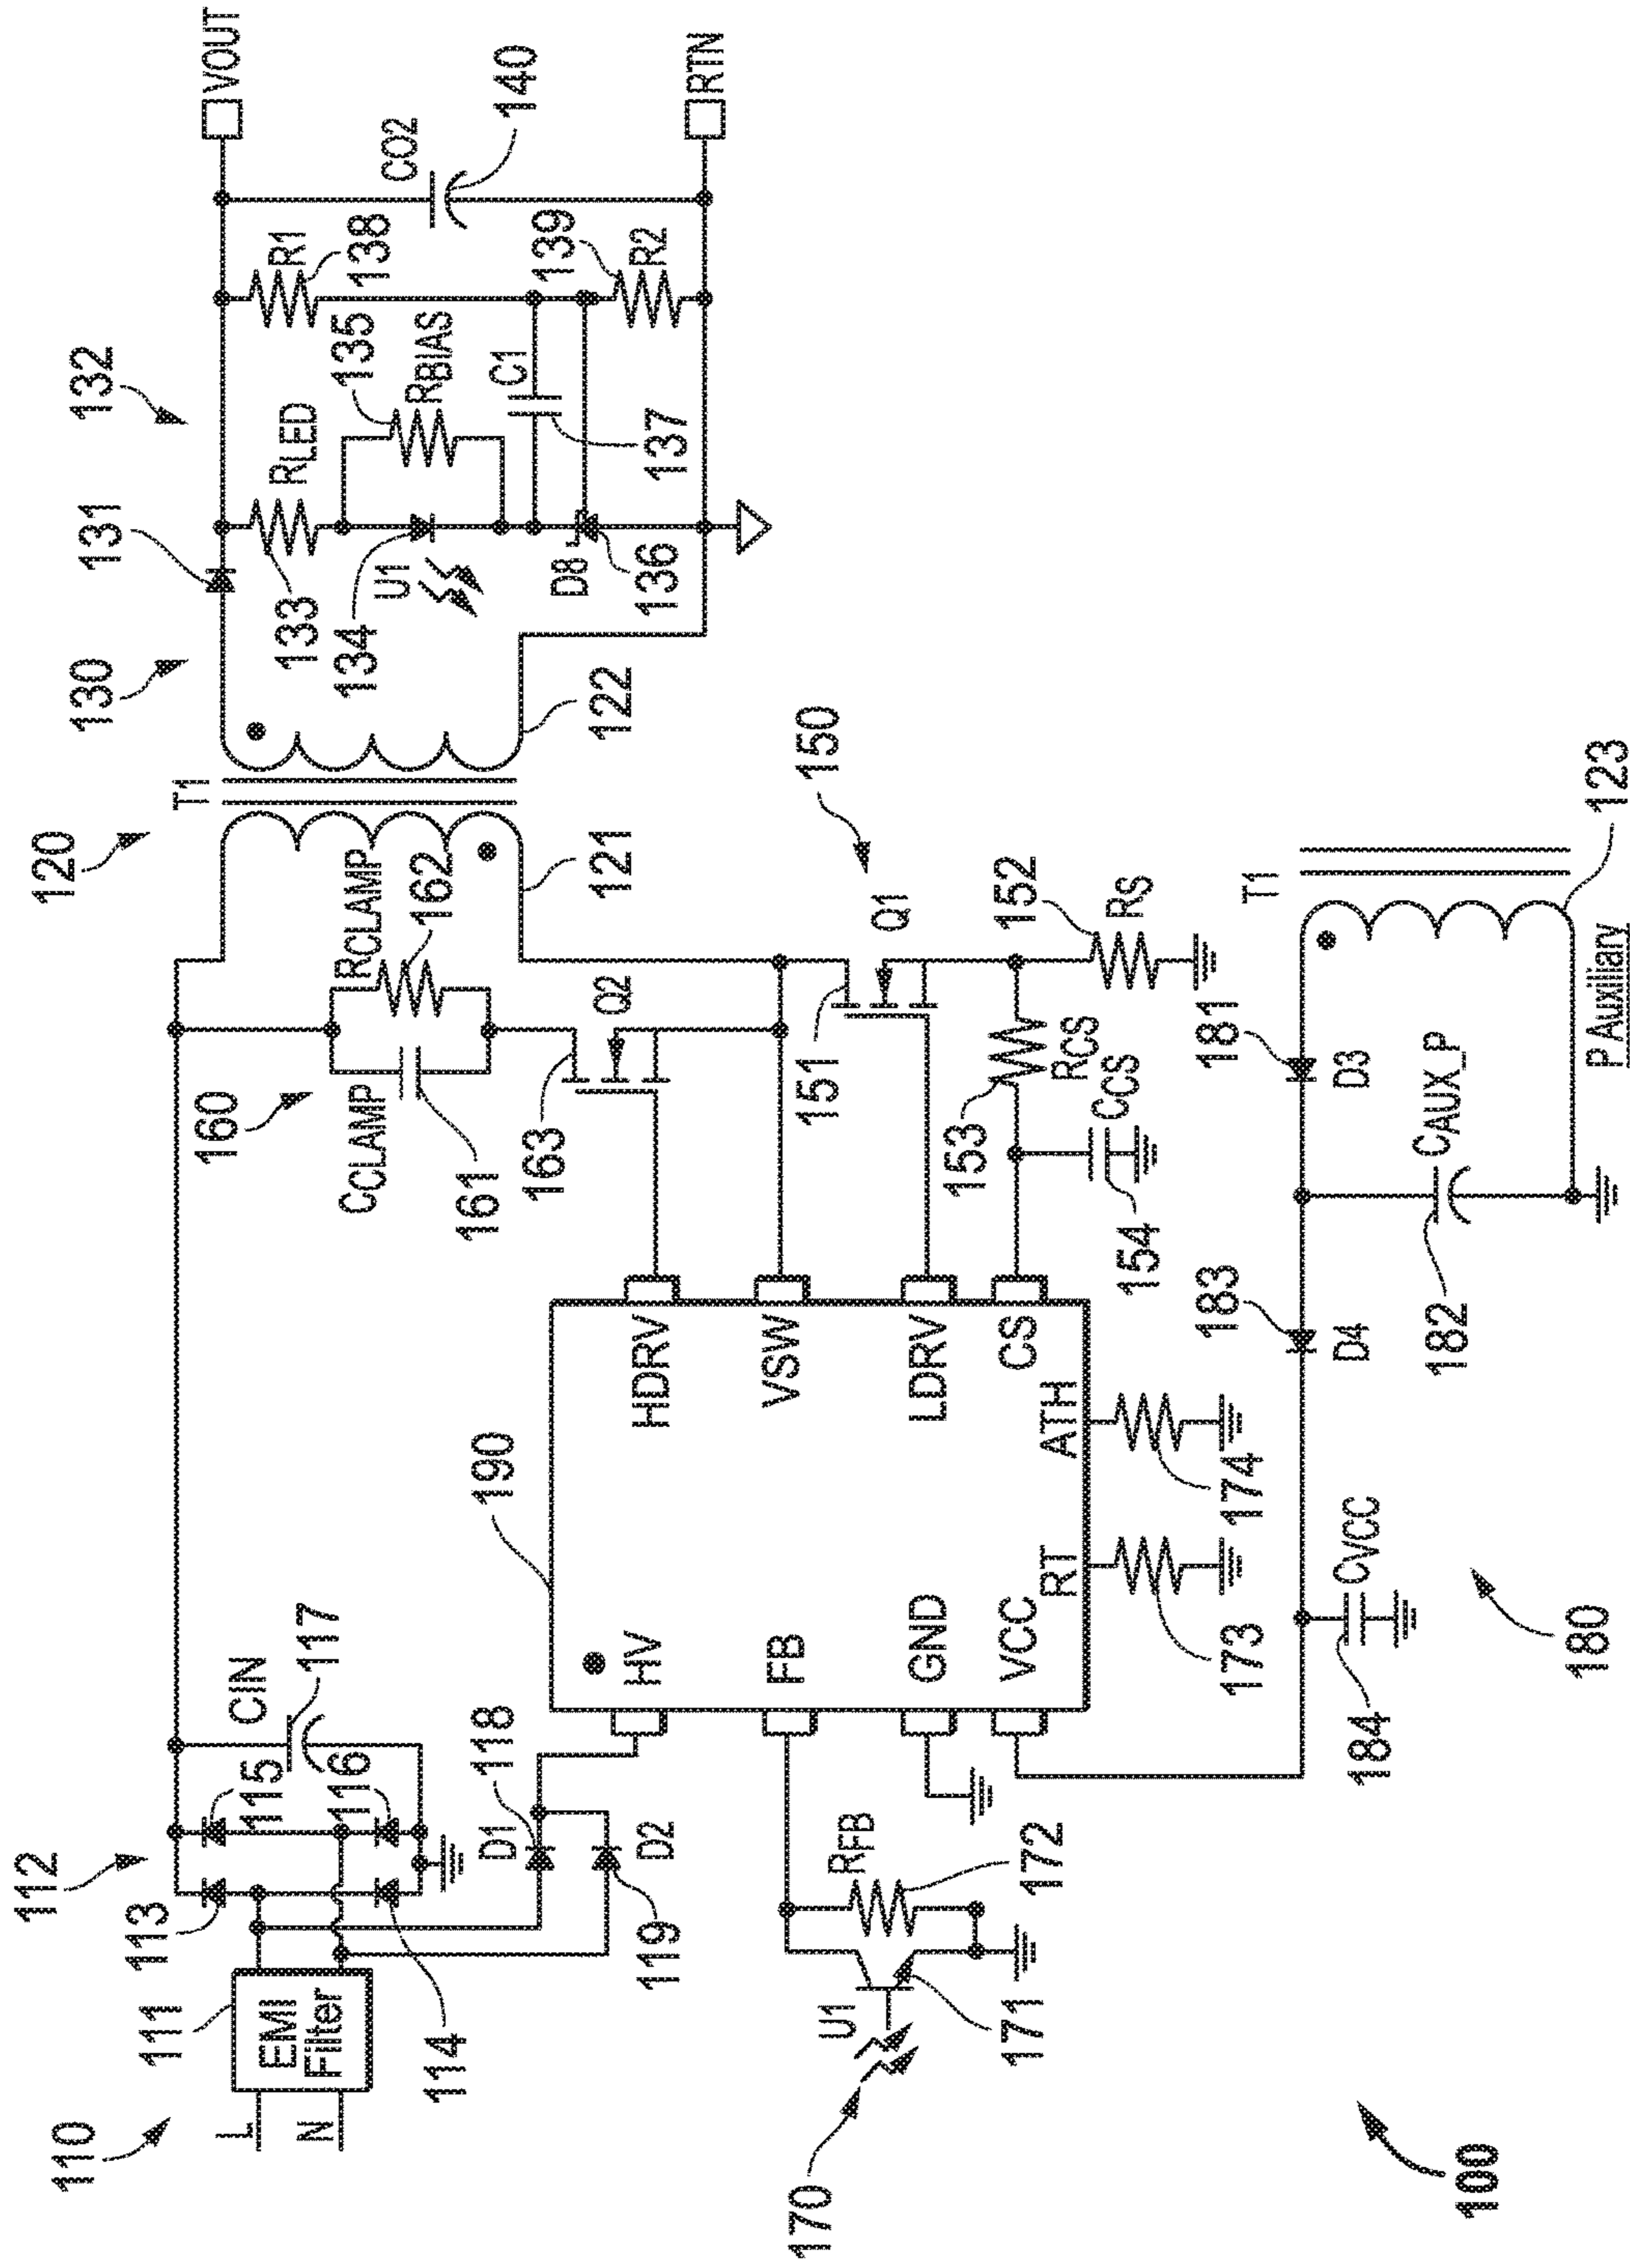 100
110
L
N
111
EMI
Filter
112
113
114
115
116
CIN
117
D1
118
D2
119
120
T1
121
122
130
131
132
RLED
133
134
U1
135
RBIAS
D8
136
C1
137
R1
138
139
R2
CO2
140
VOUT
RTN
160
CCLAMP
161
RCLAMP
162
163
Q2
150
151
Q1
152
RS
153
RCS
CCS
154
190
HV
FB
GND
VCC
HDRV
VSW
LDRV
CS
RT
ATH
173
174
170
U1
171
RFB
172
180
181
D3
182
CAUX_P
183
D4
184
CVCC
T1
123
P Auxiliary